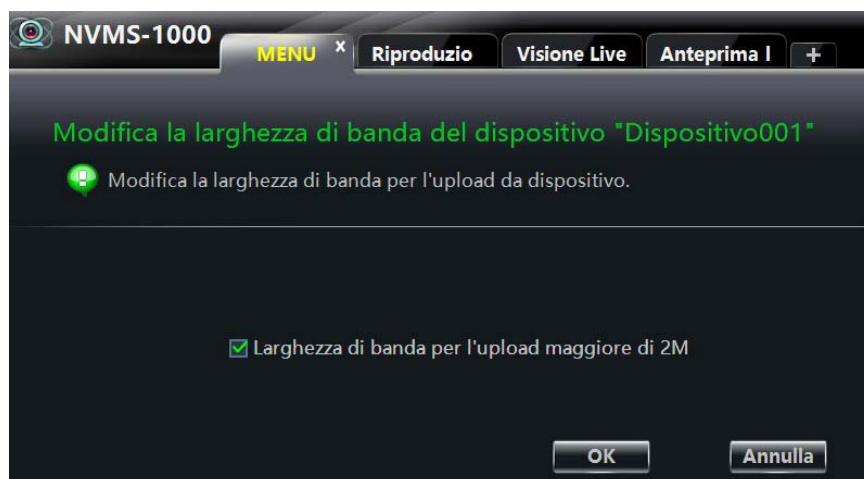 NVMS-1000
MENU x Riproduzio Visione Live Anteprima I +
Modifica la larghezza di banda del dispositivo "Dispositivo001"
Modifica la larghezza di banda per l'upload da dispositivo.
Larghezza di banda per l'upload maggiore di 2M
OK Annulla